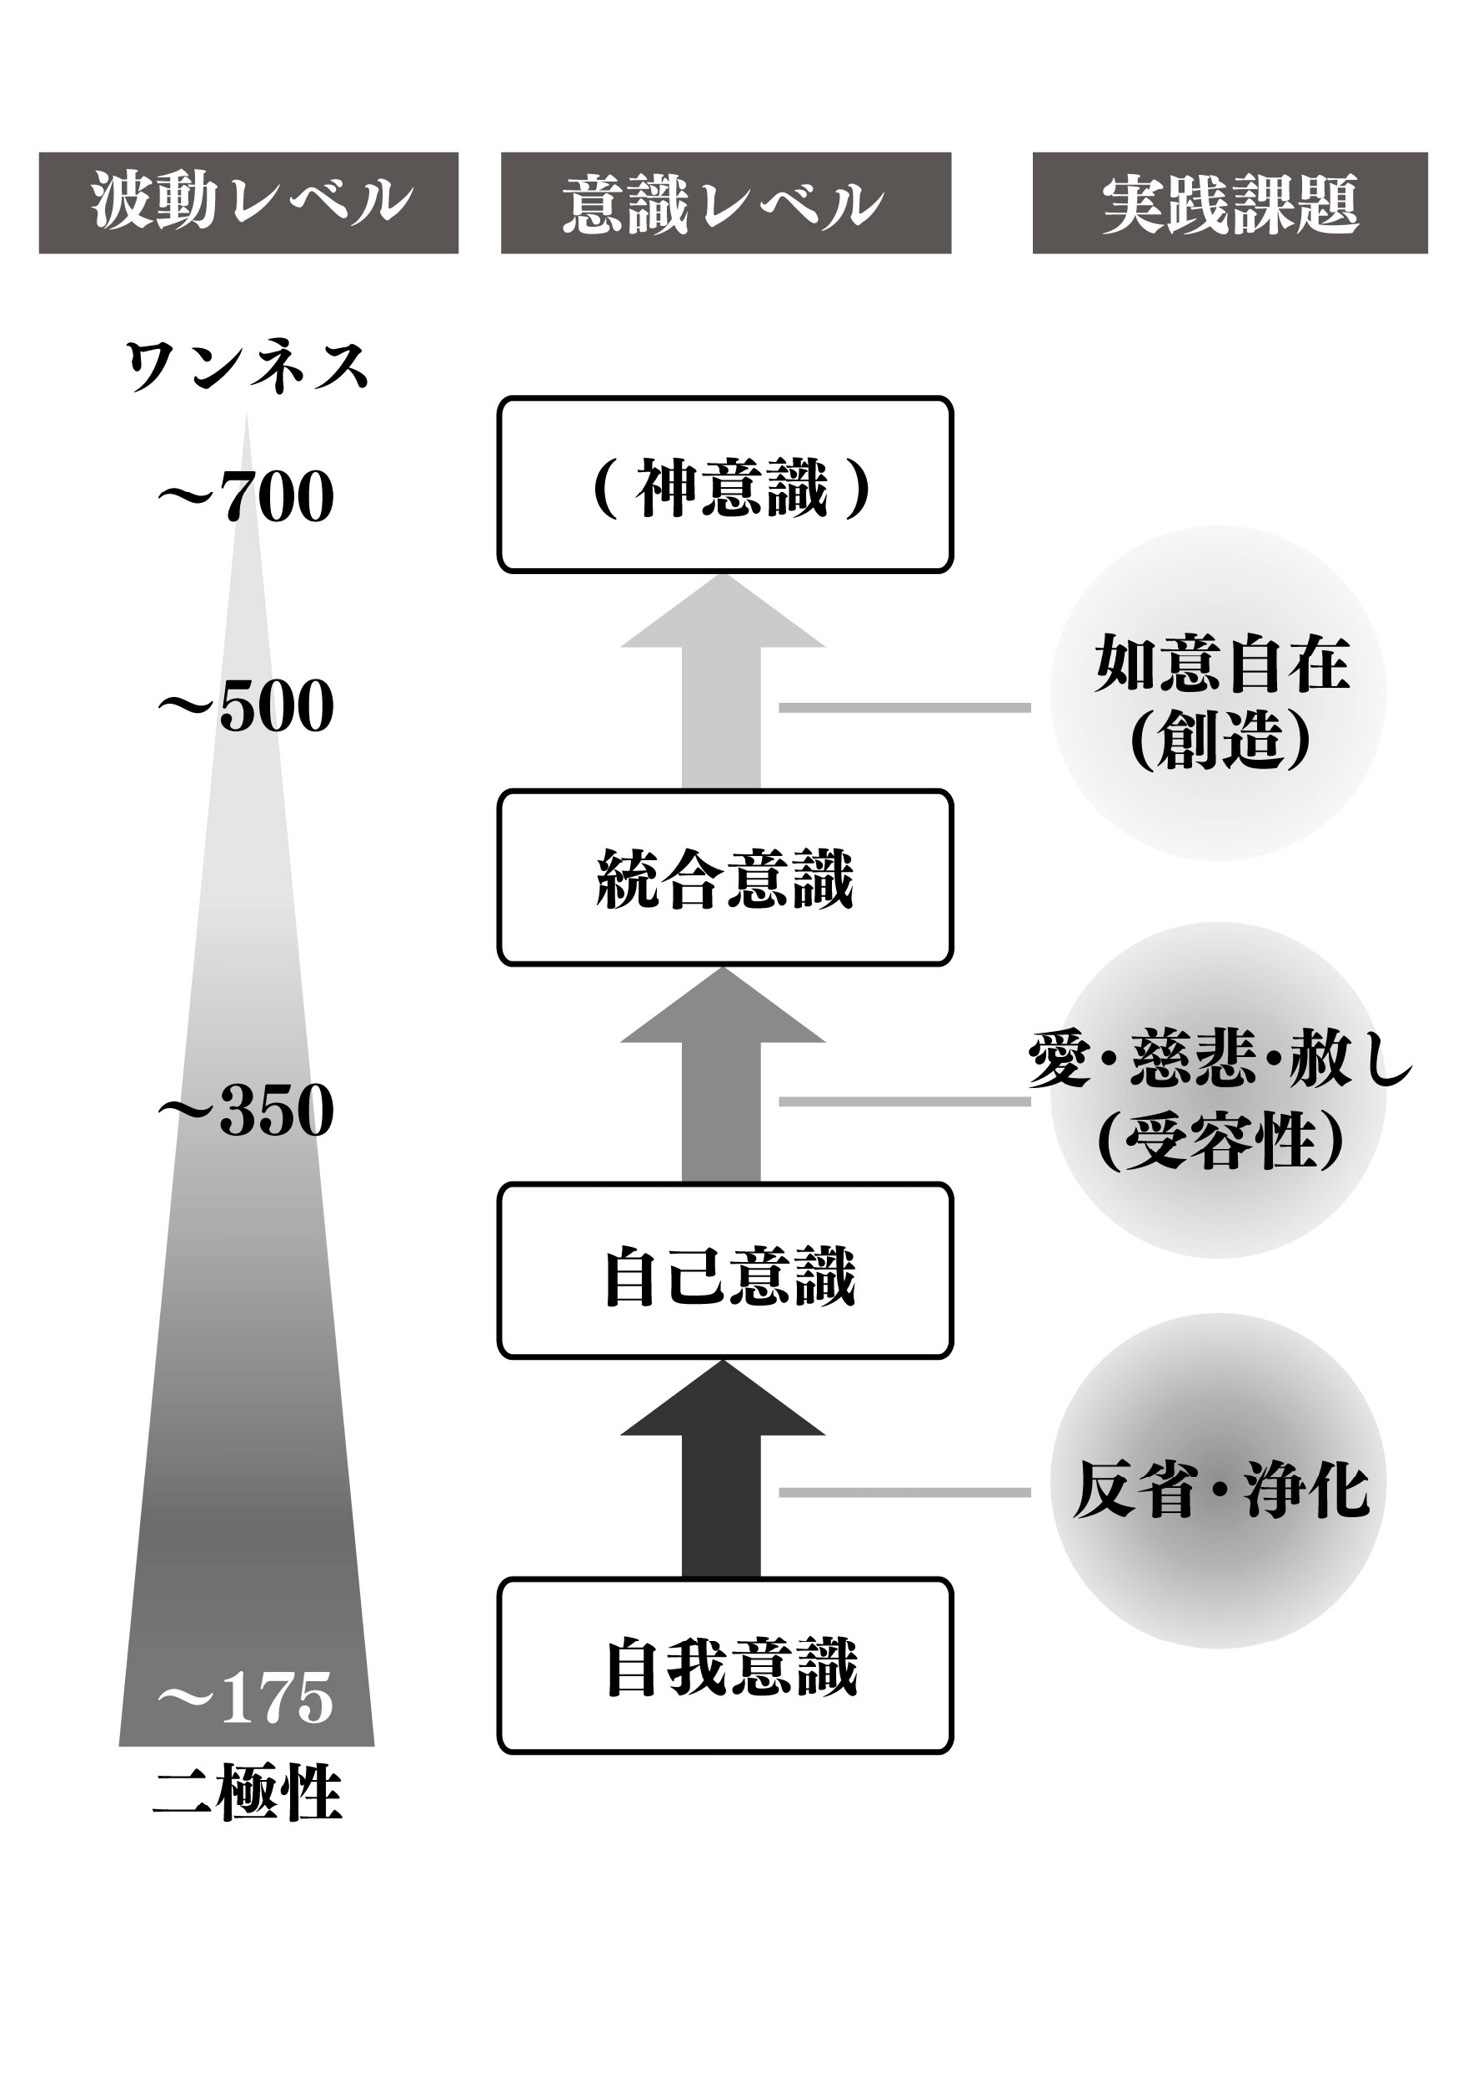 波動レベル
意識レベル
実践課題
ワンネス
～700
(神意識)
如意自在
(創造)
～500
統合意識
愛・慈悲・赦し
(受容性)
～350
自己意識
反省・浄化
自我意識
～175
二極性